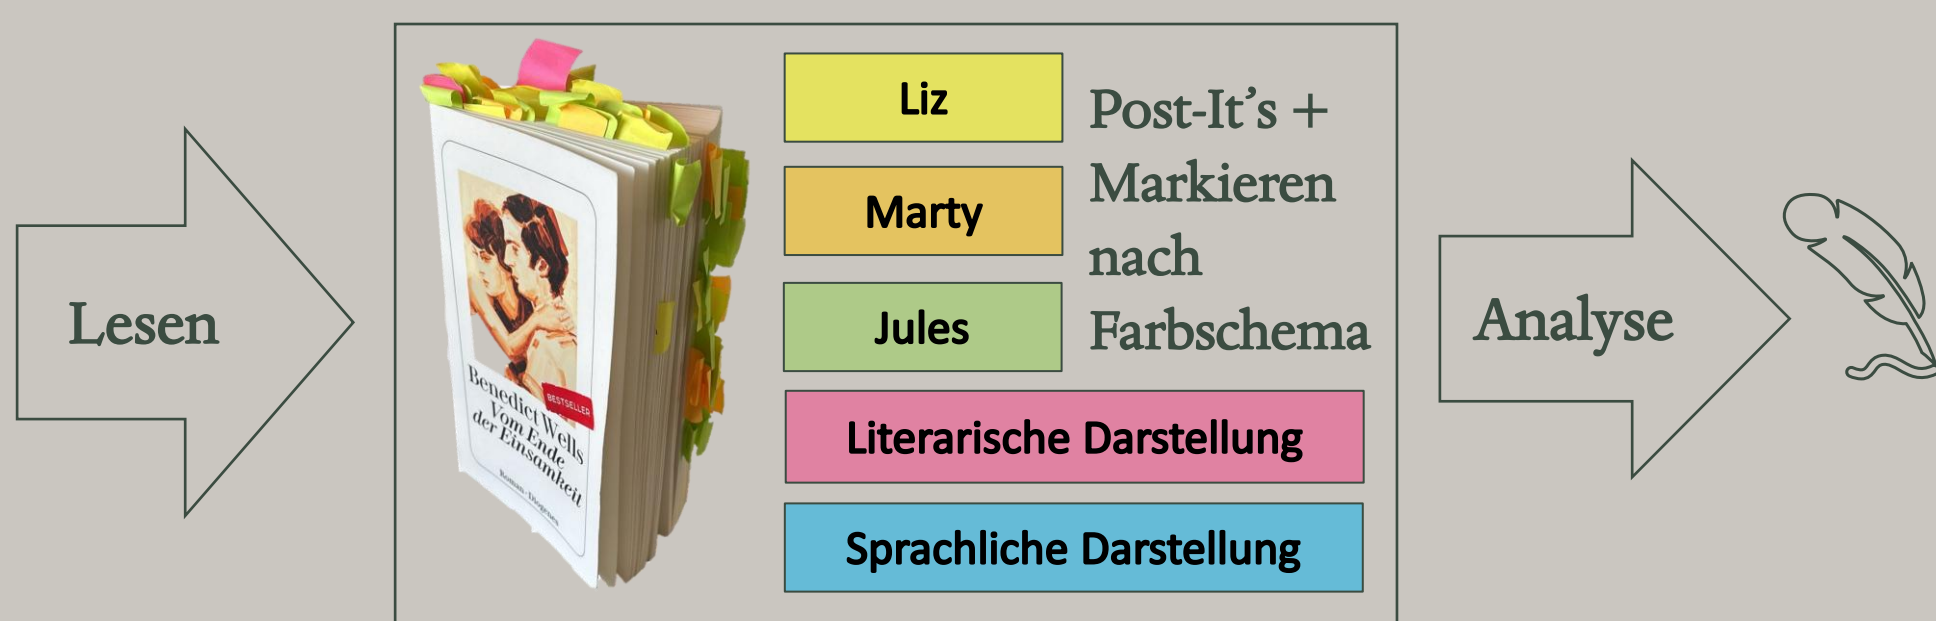 Lesen
Benedict Wells
Vom Ende
der Einsamkeit
BESTSELLER
Roman · Diogenes
Liz
Marty
Jules
Post-It´s +
Markieren
nach
Farbschema
Literarische Darstellung
Sprachliche Darstellung
Analyse